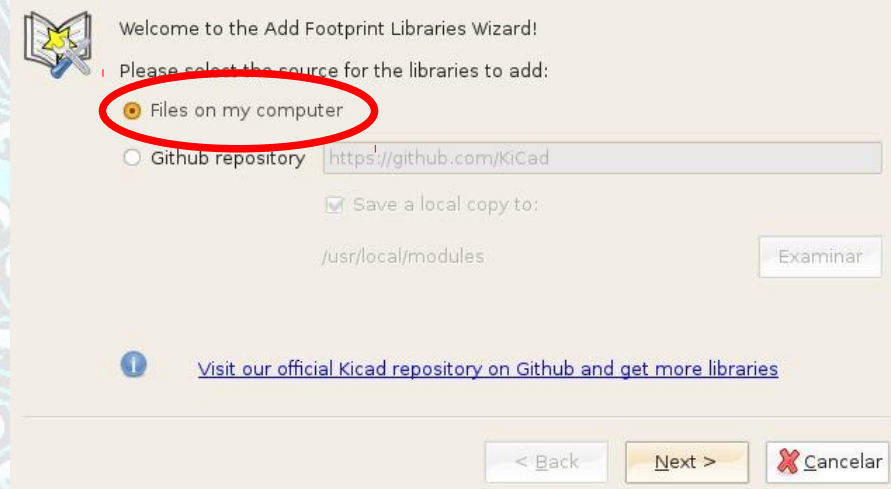 Welcome to the Add Footprint Libraries Wizard!
Please select the source for the libraries to add:
Files on my computer
Github repository https://github.com/KiCad
Save a local copy to:
/usr/local/modules Examinar
Visit our official Kicad repository on Github and get more libraries
< Back Next > Cancelar